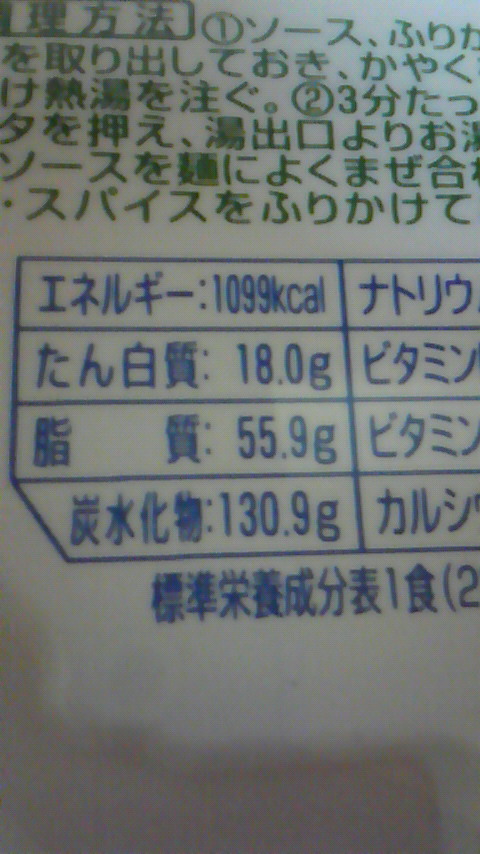 理方法 ①ソース、ふりか
を取り出しておき、かやく
け熱湯を注ぐ。②3分たっ
タを押え、湯出口よりお湯
ソースを麺によくまぜ合
・スパイスをふりかけて
エネルギー:1099kcal ナトリウ
たん白質: 18.0g ビタミン
脂 質: 55.9g ビタミン
炭水化物:130.9g カルシ
標準栄養成分表1食(2